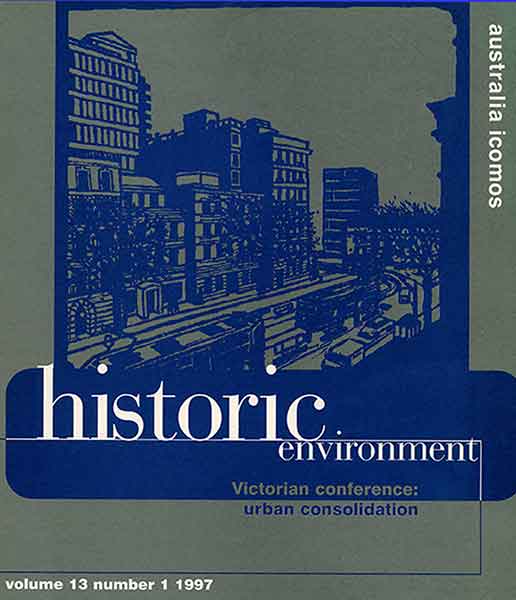 australia icomos
historic
environment
Victorian conference:
urban consolidation
volume 13 number 1 1997